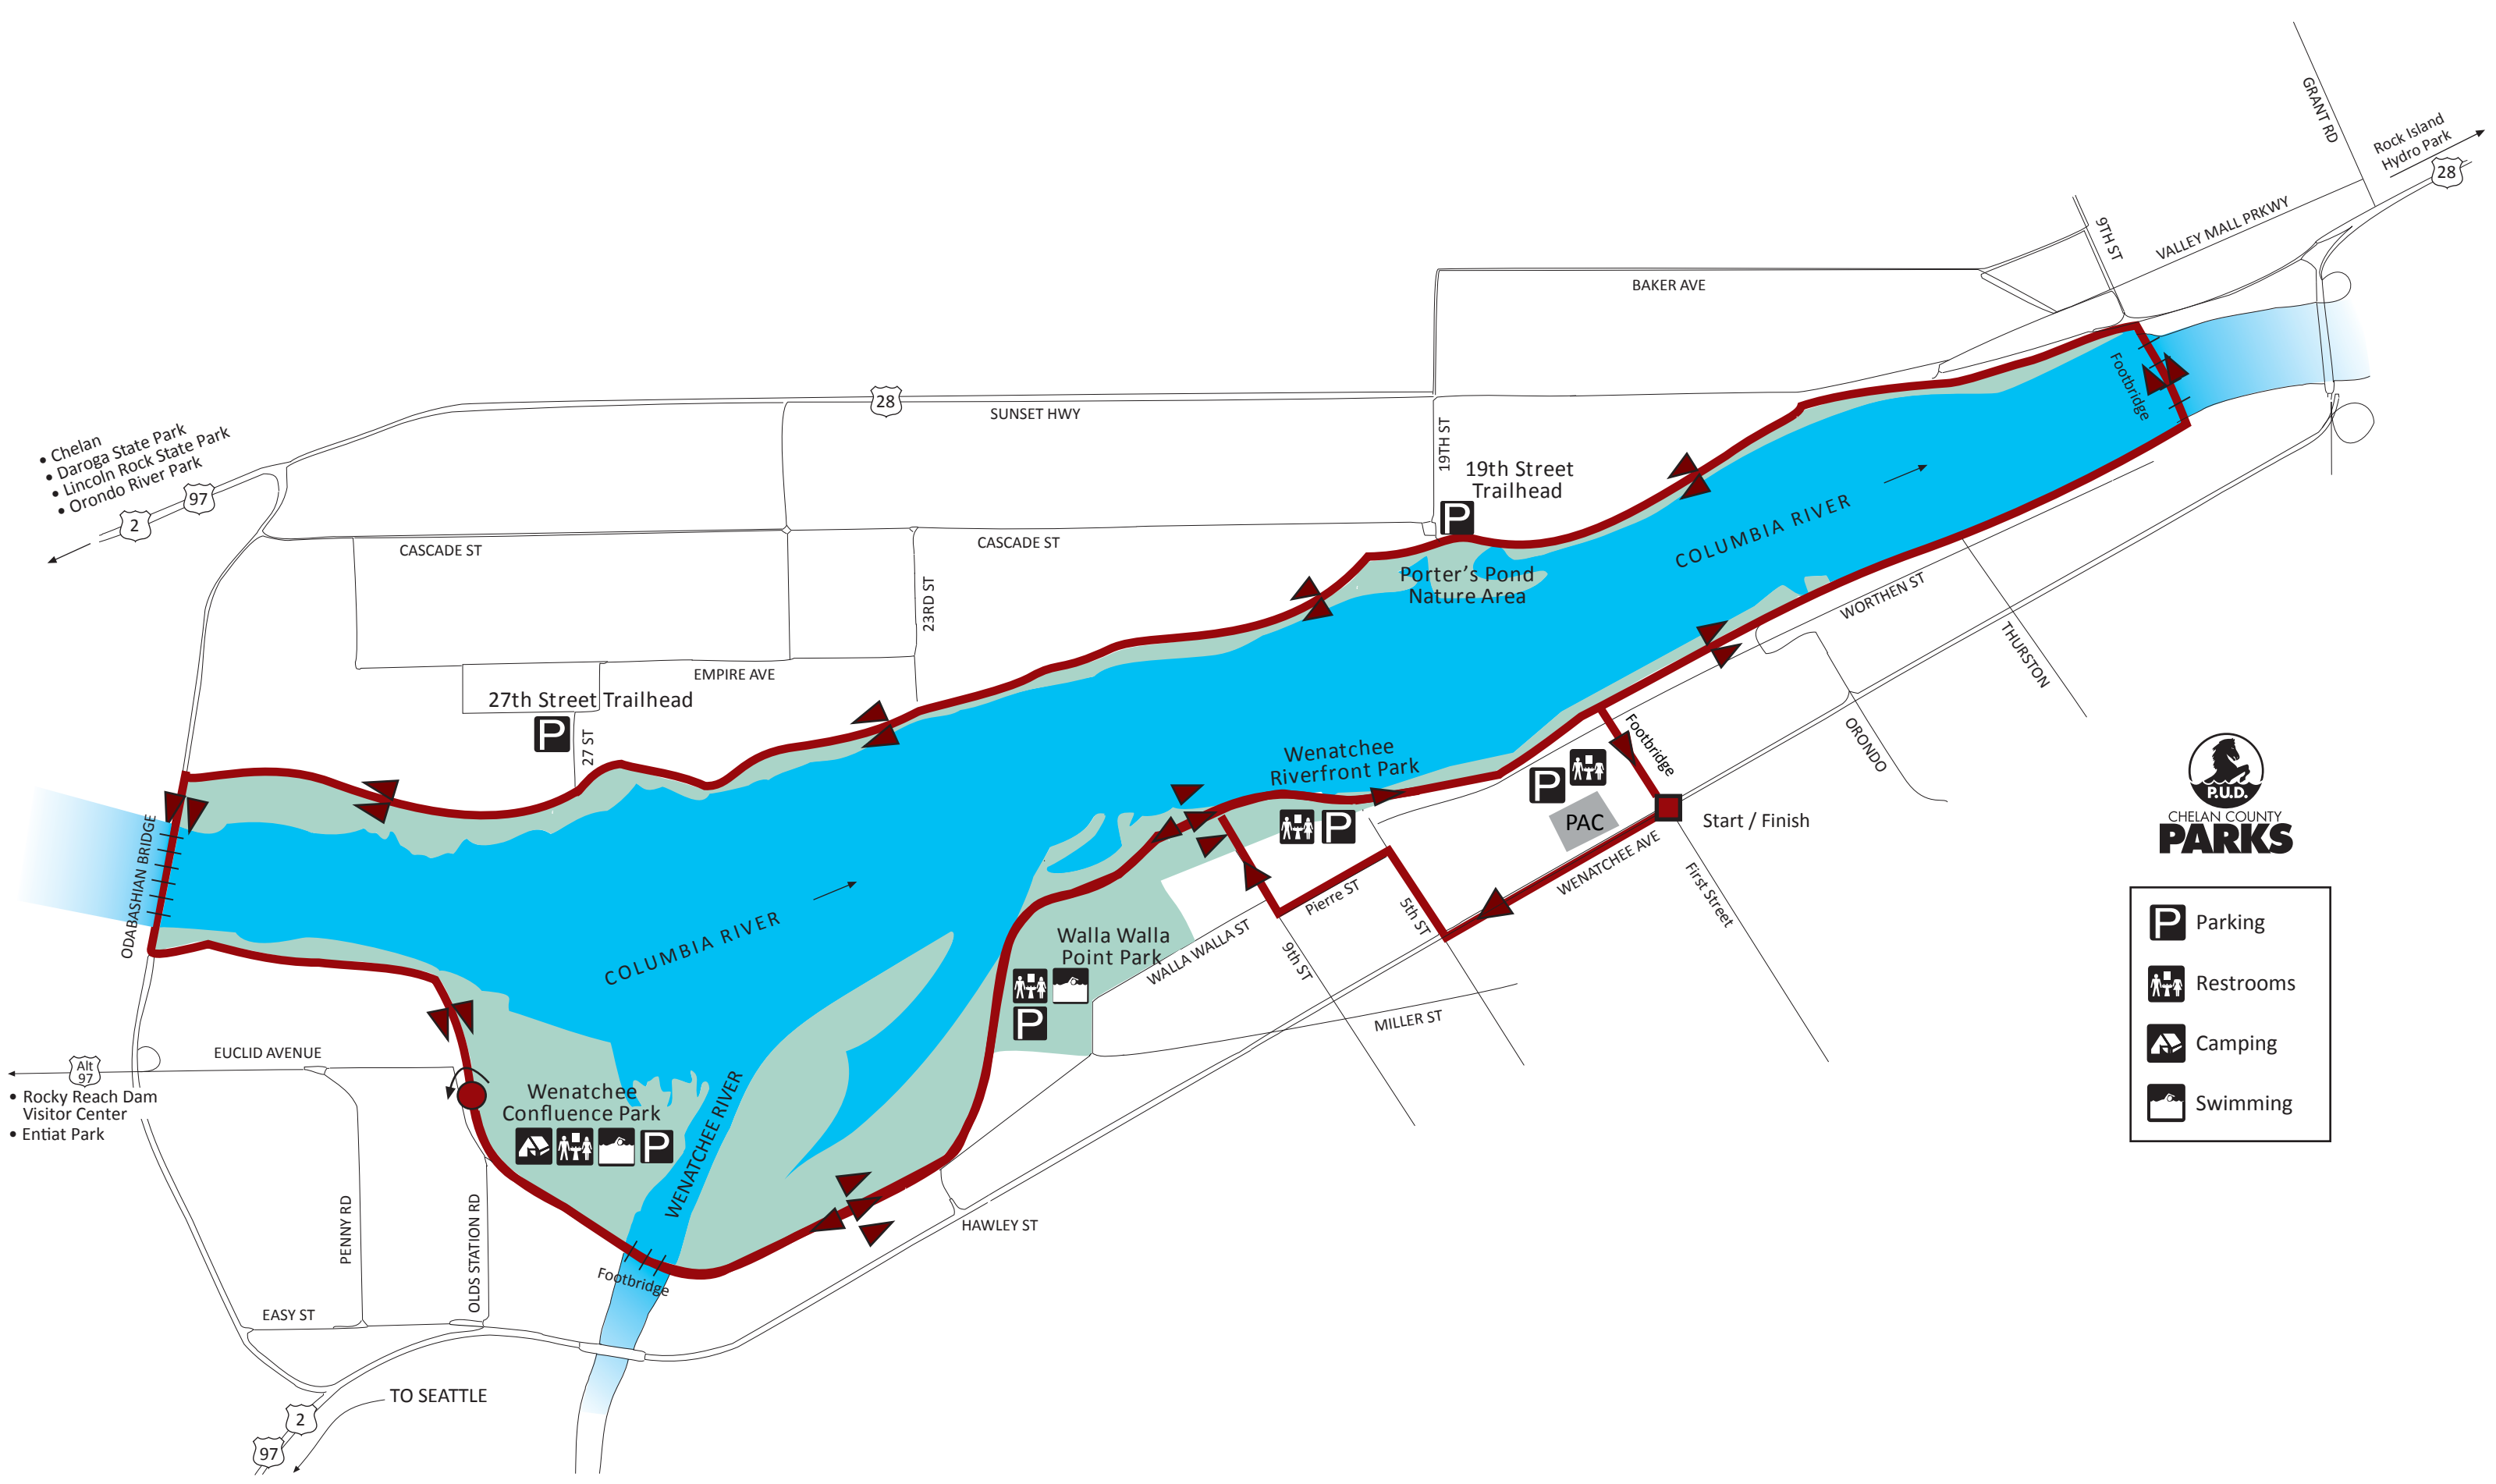 GRANT RD
Rock Island
Hydro Park
28
9TH ST
VALLEY MALL PRKWY
BAKER AVE
Footbridge
28
SUNSET HWY
19TH ST
19th Street
Trailhead
P
• Chelan
• Daroga State Park
• Lincoln Rock State Park
• Orondo River Park
97
2
CASCADE ST
CASCADE ST
23RD ST
COLUMBIA RIVER
Porter's Pond
Nature Area
WORTHEN ST
THURSTON
EMPIRE AVE
27th Street Trailhead
P
27 ST
Footbridge
ORONDO
Wenatchee
Riverfront Park
P
P
PAC
Start / Finish
WENATCHEE AVE
First Street
P.U.D.
CHELAN COUNTY
PARKS
ODABASHIAN BRIDGE
COLUMBIA RIVER
Pierre ST
5th ST
Walla Walla
Point Park
P
WALLA WALLA ST
9th ST
MILLER ST
P Parking
Restrooms
Camping
Swimming
EUCLID AVENUE
Alt
97
• Rocky Reach Dam
Visitor Center
• Entiat Park
Wenatchee
Confluence Park
P
WENATCHEE RIVER
PENNY RD
OLDS STATION RD
HAWLEY ST
Footbridge
EASY ST
TO SEATTLE
2
97